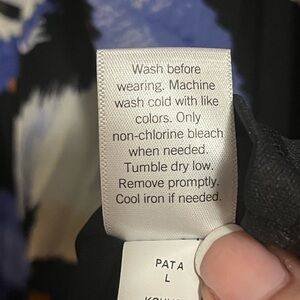 Wash before
wearing. Machine
wash cold with like
colors. Only
non-chlorine bleach
when needed.
Tumble dry low.
Remove promptly.
Cool iron if needed.
PAT A
L